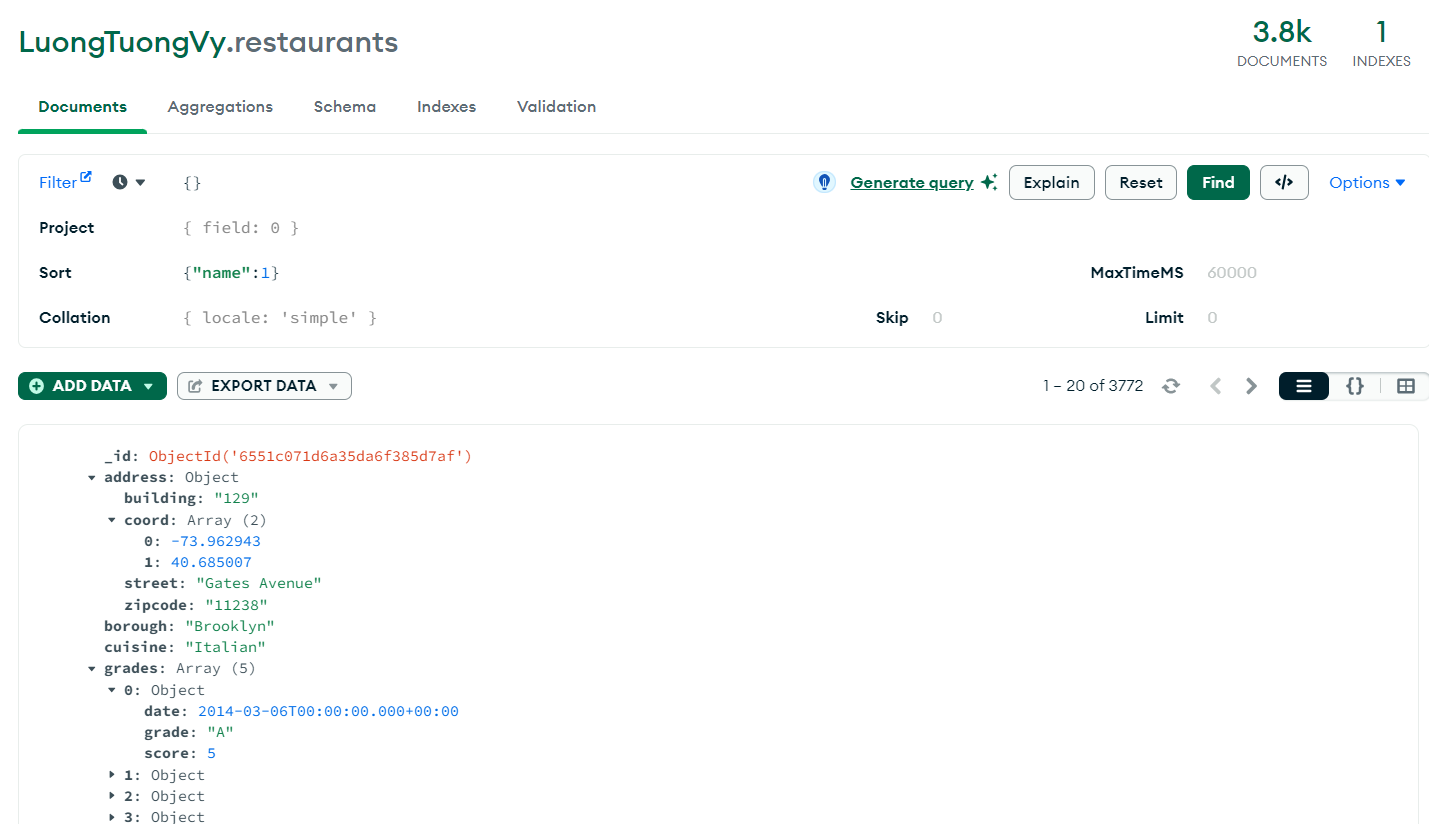 LuongTuongVy.restaurants
3.8k DOCUMENTS
1 INDEXES
Documents Aggregations Schema Indexes Validation
Filter {} Generate query Explain Reset Find </> Options
Project { field: 0 }
Sort {"name":1} MaxTimeMS 60000
Collation { locale: 'simple' } Skip 0 Limit 0
ADD DATA EXPORT DATA 1 – 20 of 3772 {}
_id: ObjectId('6551c071d6a35da6f385d7af')
address: Object
building: "129"
coord: Array (2)
0: -73.962943
1: 40.685007
street: "Gates Avenue"
zipcode: "11238"
borough: "Brooklyn"
cuisine: "Italian"
grades: Array (5)
0: Object
date: 2014-03-06T00:00:00.000+00:00
grade: "A"
score: 5
1: Object
2: Object
3: Object